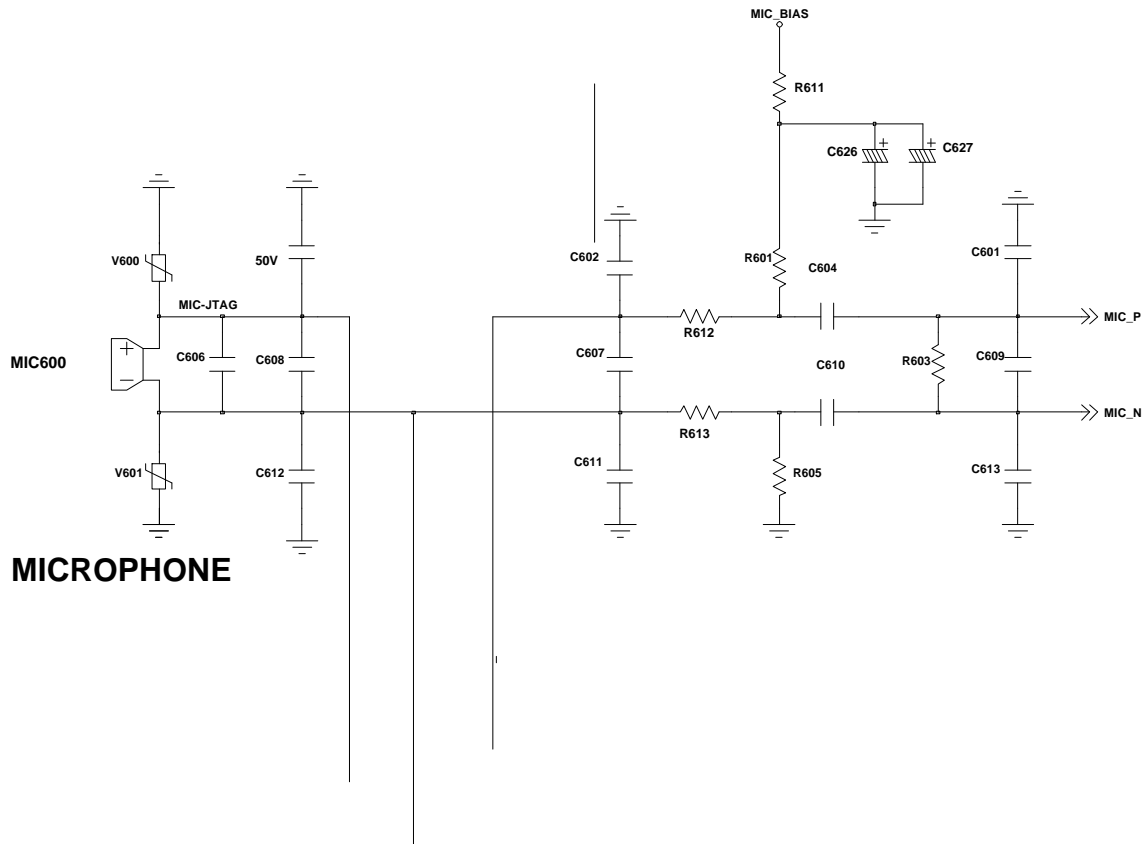 MIC_BIAS
R611
C626
+
+
C627
V600
50V
C602
R601
C604
C601
MIC-JTAG
R612
MIC_P
MIC600
+
C606
C608
C607
C610
R603
C609
R613
MIC_N
V601
C612
C611
R605
C613
MICROPHONE